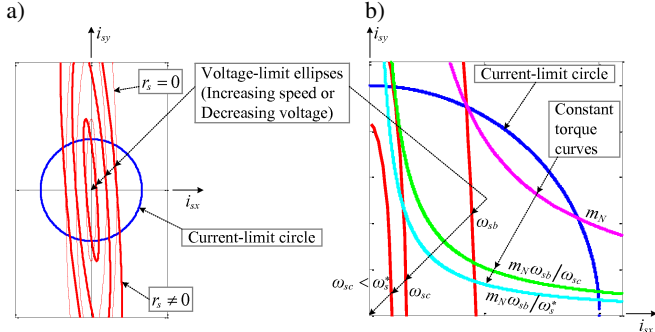 a)
i_sy
r_s = 0
Voltage-limit ellipses
(Increasing speed or
Decreasing voltage)
i_sx
Current-limit circle
r_s ≠ 0
b)
i_sy
Current-limit circle
Constant
torque
curves
m_N
ω_sb
m_N ω_sb/ω_sc
ω_sc < ω_s^*
ω_sc
m_N ω_sb/ω_s^*
i_sx